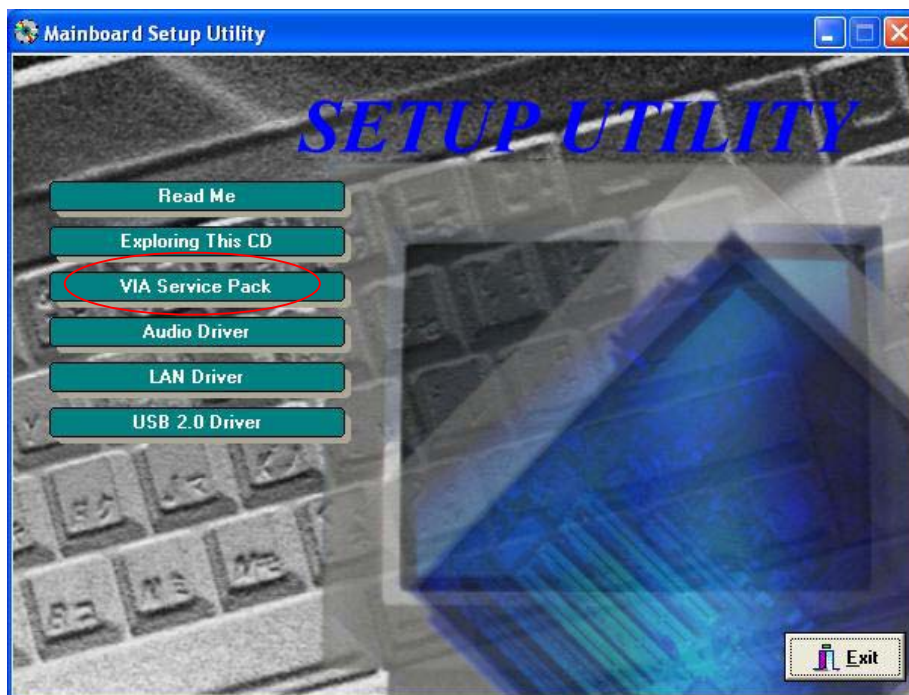 Mainboard Setup Utility
SETUP UTILITY
Read Me
Exploring This CD
VIA Service Pack
Audio Driver
LAN Driver
USB 2.0 Driver
Exit